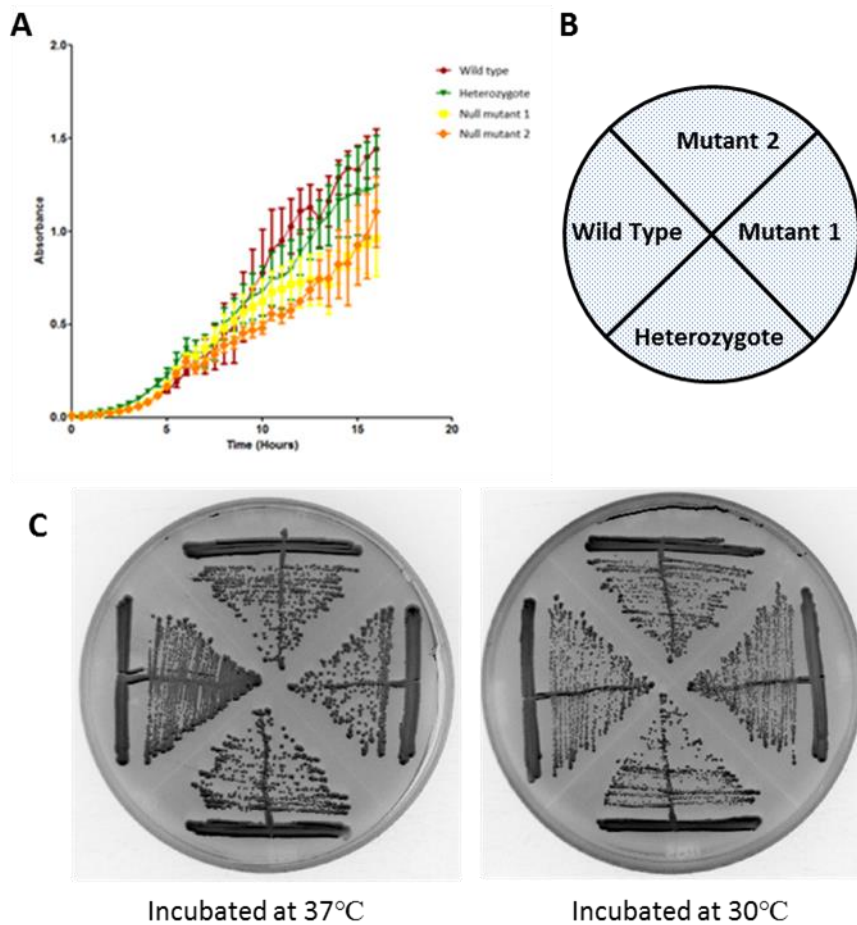 A
2.0
1.5
1.0
0.5
0.0
Absorbance
0
5
10
15
20
Time (Hours)
Wild type
Heterozygote
Null mutant 1
Null mutant 2
B
Mutant 2
Wild Type
Mutant 1
Heterozygote
C
Incubated at 37°C
Incubated at 30°C